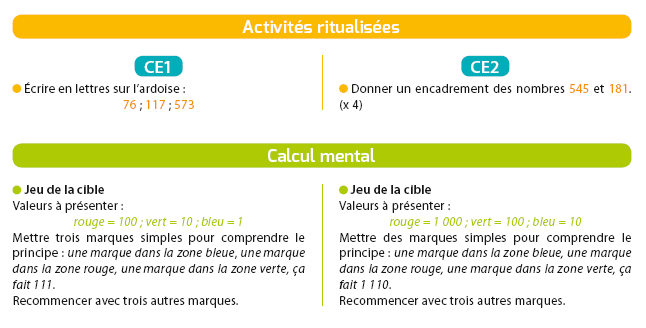 Activités ritualisées
CE1
Écrire en lettres sur l'ardoise :
76 ; 117 ; 573
CE2
Donner un encadrement des nombres 545 et 181.
(x 4)
Calcul mental
Jeu de la cible
Valeurs à présenter :
rouge = 100 ; vert = 10 ; bleu = 1
Mettre trois marques simples pour comprendre le
principe : une marque dans la zone bleue, une marque
dans la zone rouge, une marque dans la zone verte, ça
fait 111.
Recommencer avec trois autres marques.
Jeu de la cible
Valeurs à présenter :
rouge = 1 000 ; vert = 100 ; bleu = 10
Mettre des marques simples pour comprendre le
principe : une marque dans la zone bleue, une marque
dans la zone rouge, une marque dans la zone verte, ça
fait 1 110.
Recommencer avec trois autres marques.